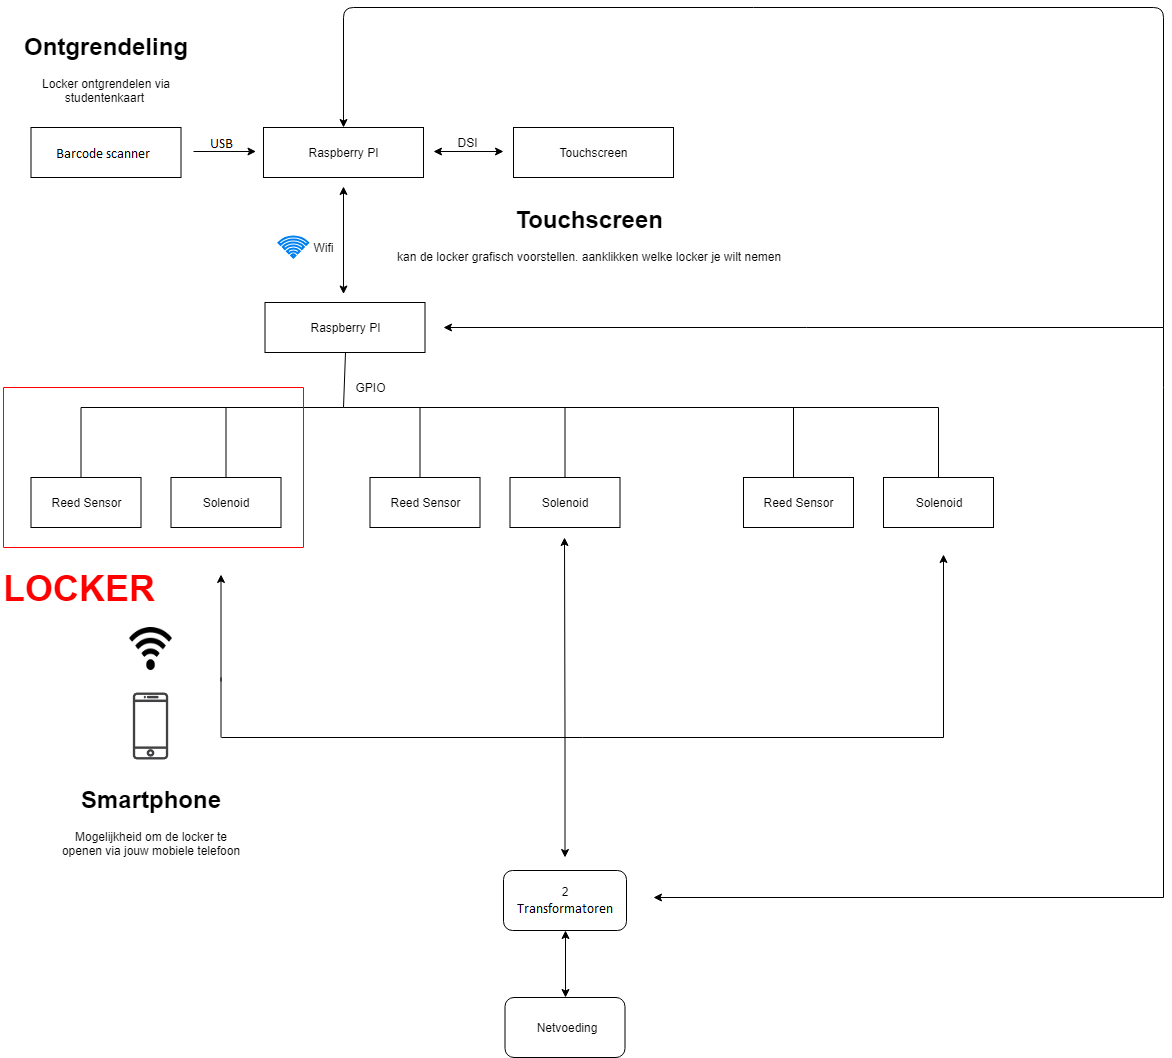 Ontgrendeling
Locker ontgrendelen via
studentenkaart
Barcode scanner
USB
Raspberry PI
DSI
Touchscreen
Touchscreen
kan de locker grafisch voorstellen. aanklikken welke locker je wilt nemen
Wifi
Raspberry PI
GPIO
Reed Sensor
Solenoid
Reed Sensor
Solenoid
Reed Sensor
Solenoid
LOCKER
Smartphone
Mogelijkheid om de locker te
openen via jouw mobiele telefoon
2
Transformatoren
Netvoeding